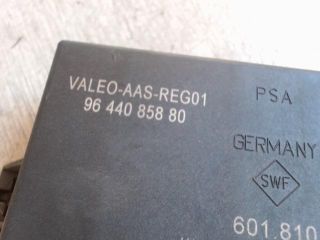 VALEO-AAS-REG01
96 440 858 80
PSA
GERMANY
SWF
601.810